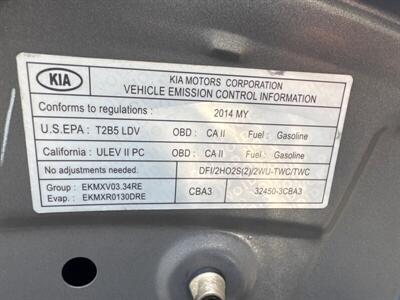 KIA KIA MOTORS CORPORATION
VEHICLE EMISSION CONTROL INFORMATION
Conforms to regulations : 2014 MY
U.S.EPA : T2B5 LDV OBD : CA II Fuel : Gasoline
California : ULEV II PC OBD : CA II Fuel : Gasoline
No adjustments needed. DFI/2HO2S(2)/2WU-TWC/TWC
Group : EKMXV03.34RE CBA3 32450-3CBA3
Evap. : EKMXR0130DRE